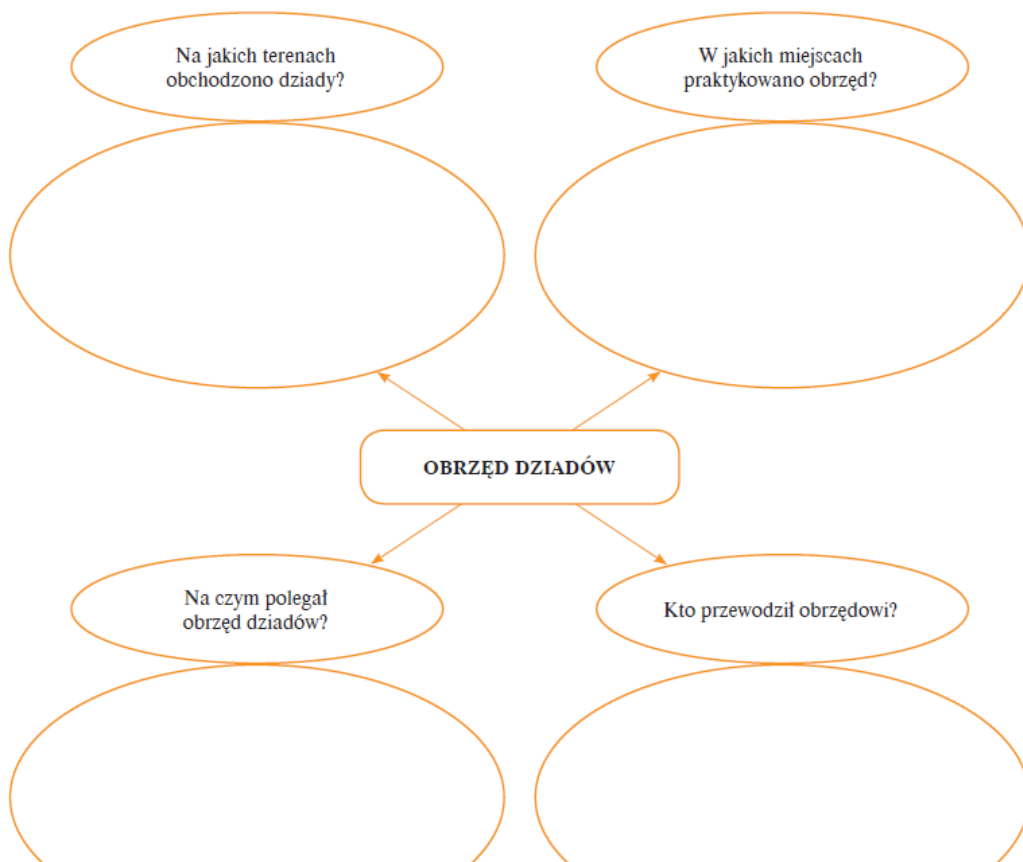 Na jakich terenach
obchodzono dziady?
W jakich miejscach
praktykowano obrzęd?
OBRZĘD DZIADÓW
Na czym polegał
obrzęd dziadów?
Kto przewodził obrzędowi?